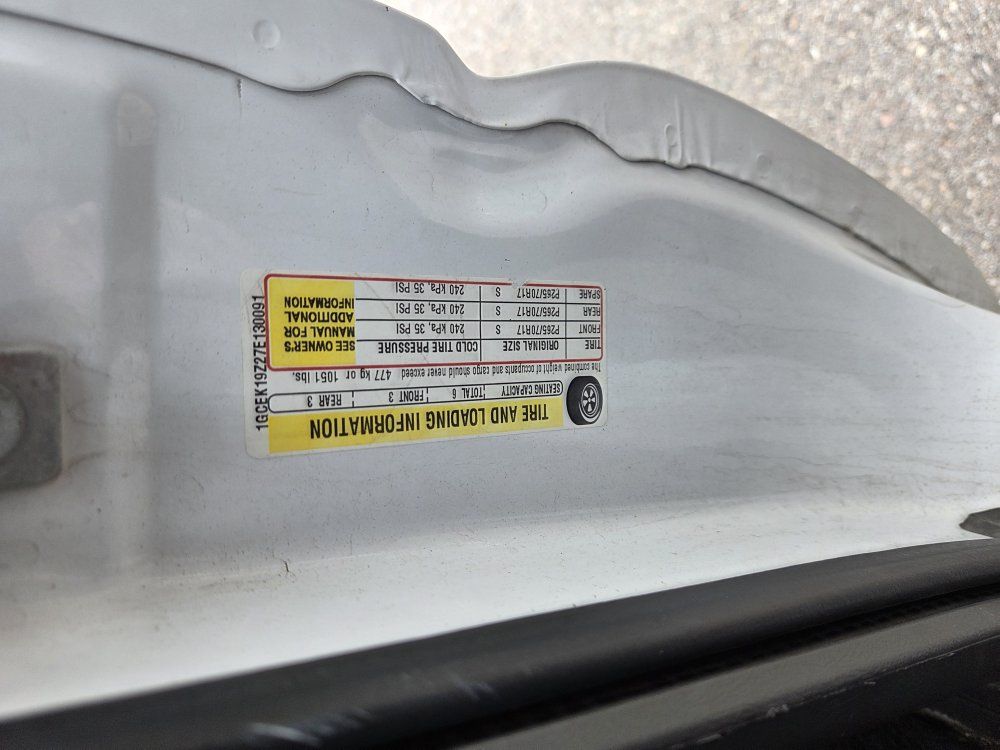 TIRE AND LOADING INFORMATION
SEATING CAPACITY TOTAL 6 FRONT 3 REAR 3
The combined weight of occupants and cargo should never exceed 477 kg or 1051 lbs.
TIRE ORIGINAL SIZE COLD TIRE PRESSURE
FRONT P265/70R17 S 240 kPa, 35 PSI
REAR P265/70R17 S 240 kPa, 35 PSI
SPARE P265/70R17 S 240 kPa, 35 PSI
SEE OWNER'S
MANUAL FOR
ADDITIONAL
INFORMATION
1GCEK19Z27E130091